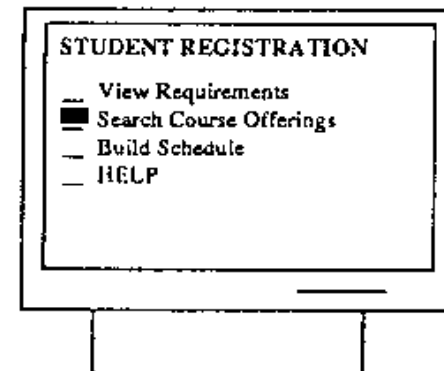 STUDENT REGISTRATION
View Requirements
Search Course Offerings
Build Schedule
HELP